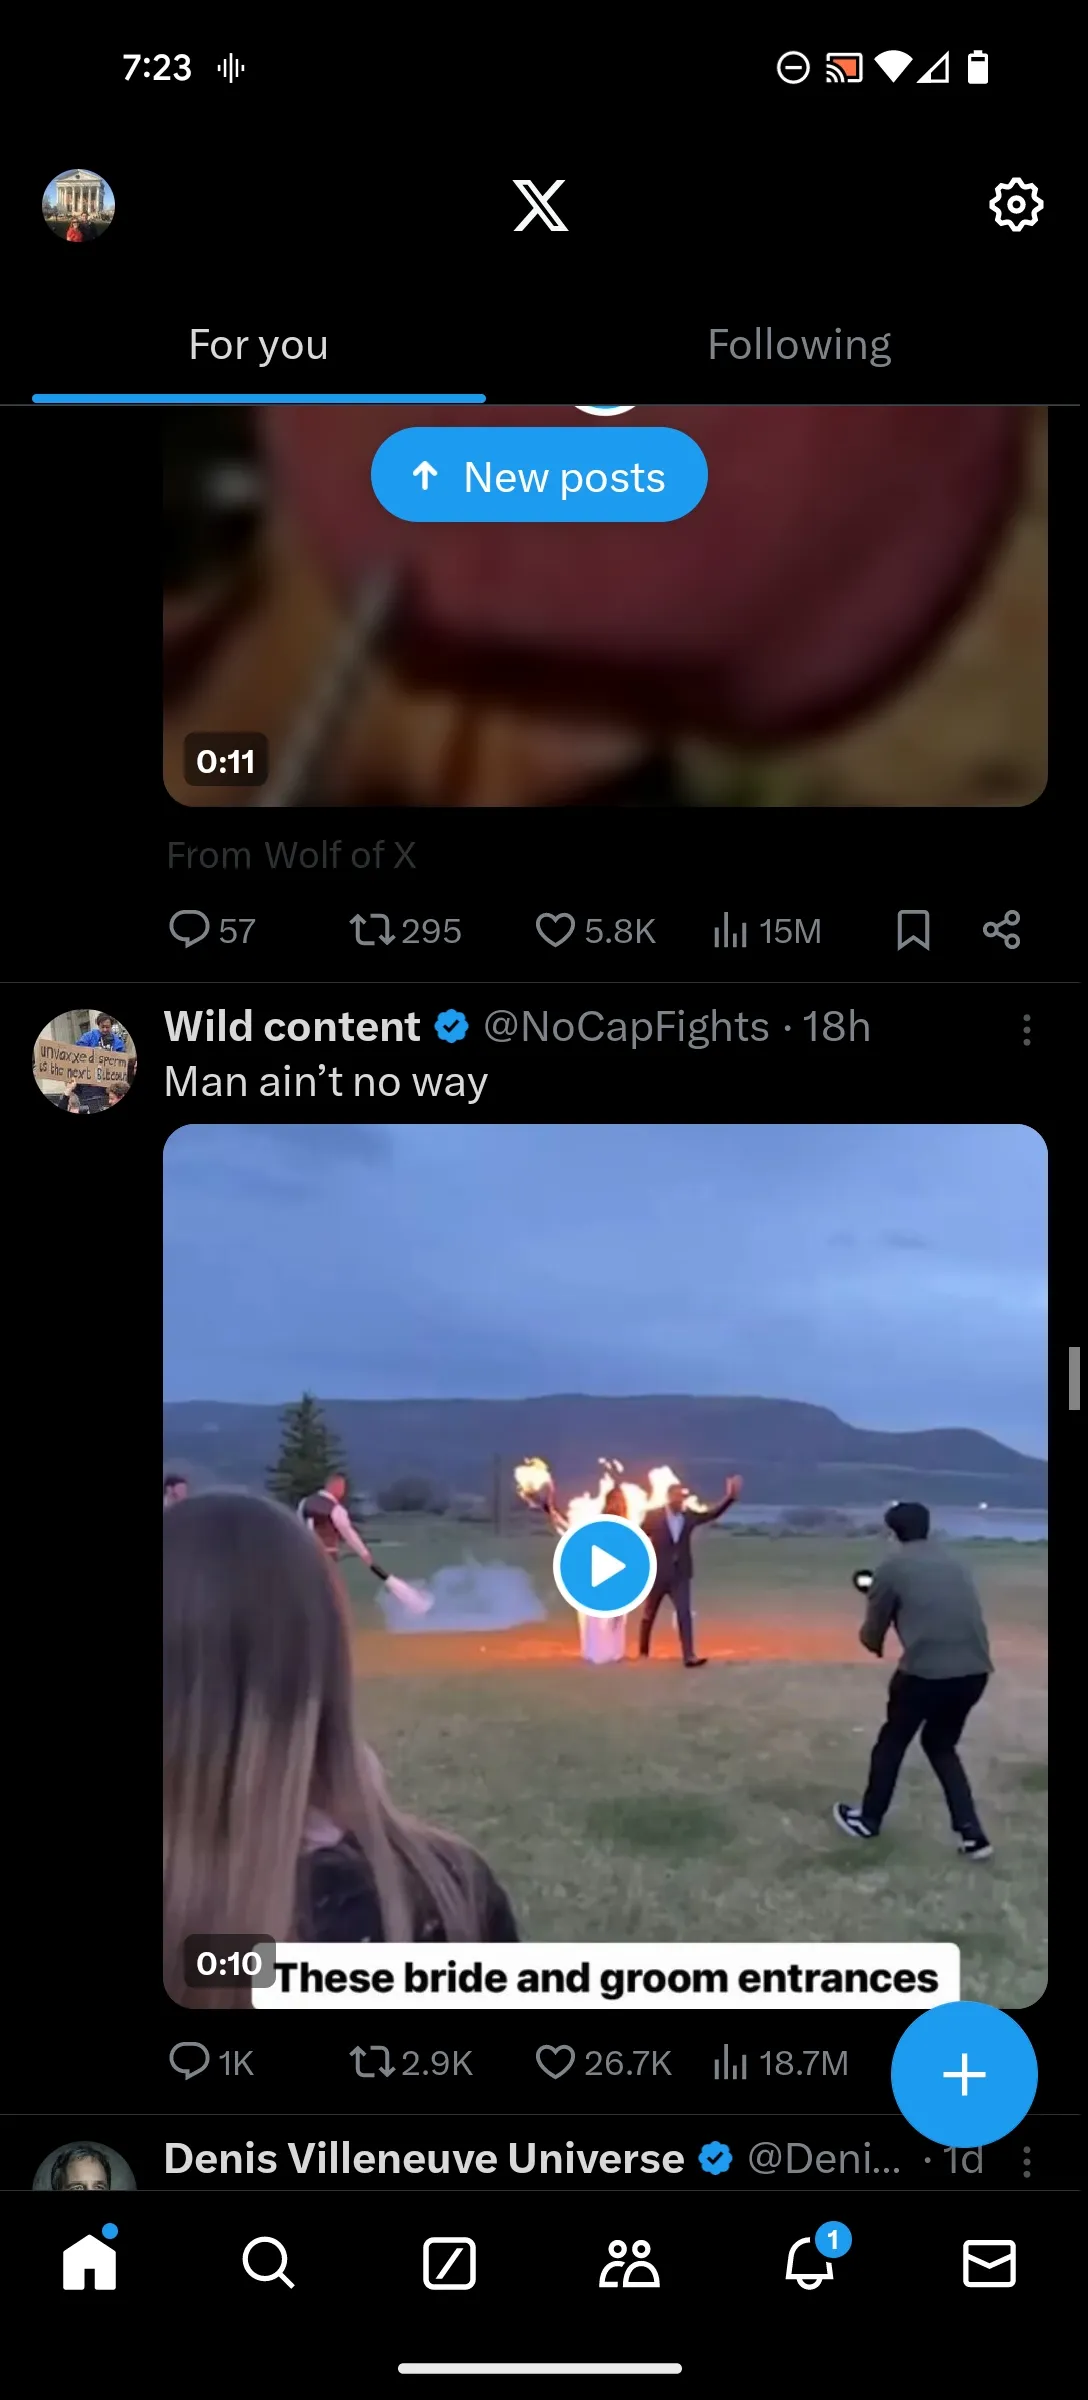 7:23
For you
Following
New posts
0:11
From Wolf of X
57
295
5.8K
15M
Wild content @NoCapFights · 18h
unvaxxed sperm
is the next Bitcoin
Man ain’t no way
0:10
These bride and groom entrances
1K
2.9K
26.7K
18.7M
Denis Villeneuve Universe @Deni... · 1d
1